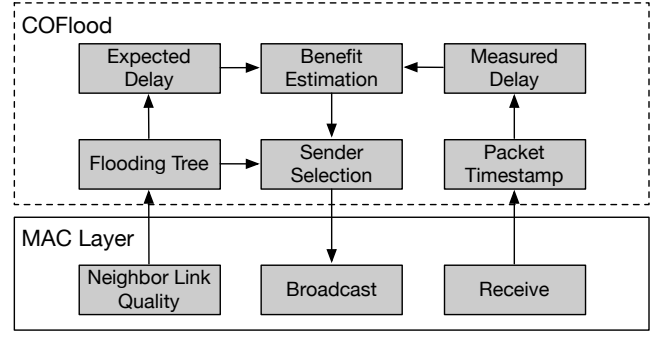 COFlood
Expected
Delay
Benefit
Estimation
Measured
Delay
Flooding Tree
Sender
Selection
Packet
Timestamp
MAC Layer
Neighbor Link
Quality
Broadcast
Receive